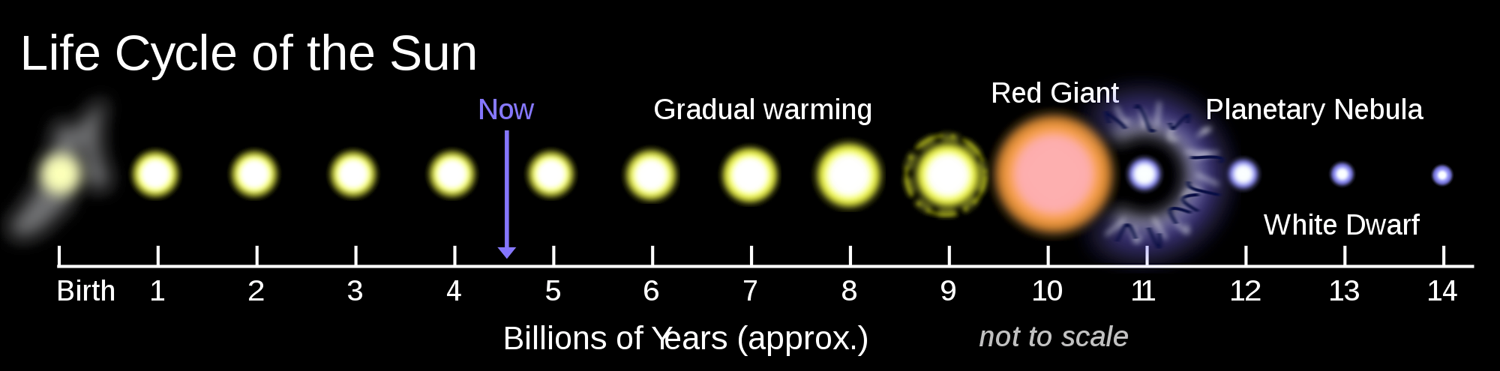 Life Cycle of the Sun
Now
Gradual warming
Red Giant
Planetary Nebula
White Dwarf
Birth 1 2 3 4 5 6 7 8 9 10 11 12 13 14
Billions of Years (approx.)
not to scale